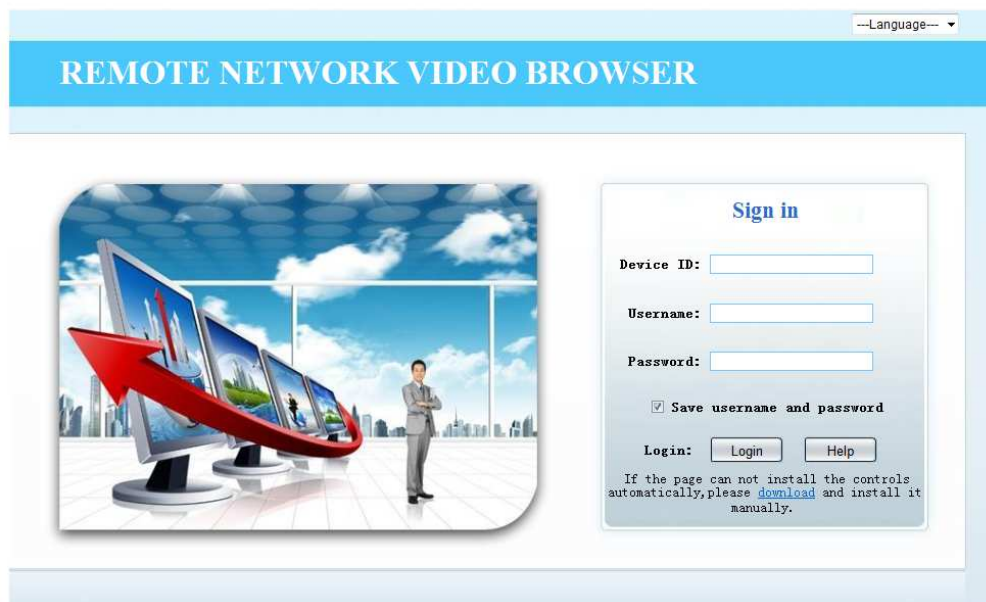 ---Language---
REMOTE NETWORK VIDEO BROWSER
Sign in
Device ID:
Username:
Password:
Save username and password
Login: Login Help
If the page can not install the controls
automatically,please download and install it
manually.